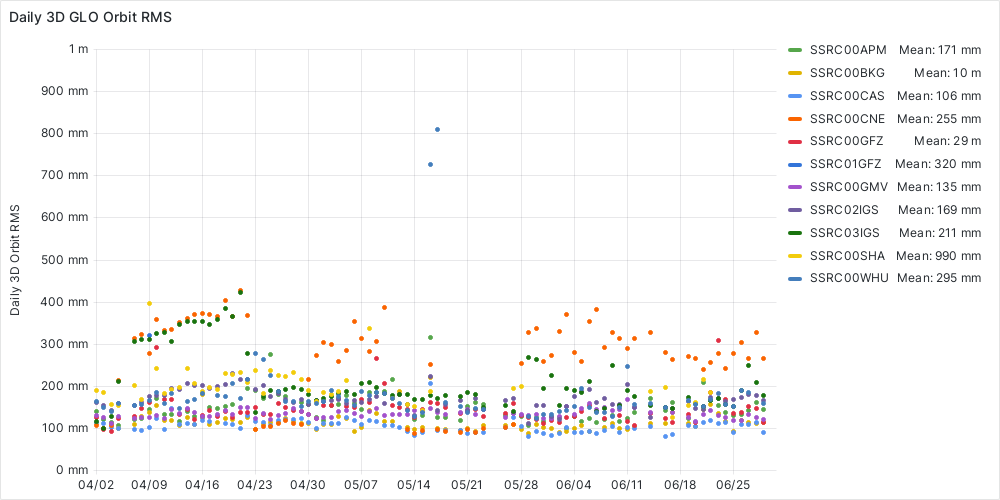 Daily 3D GLO Orbit RMS
1 m
900 mm
800 mm
700 mm
600 mm
500 mm
400 mm
300 mm
200 mm
100 mm
0 mm
Daily 3D Orbit RMS
04/02 04/09 04/16 04/23 04/30 05/07 05/14 05/21 05/28 06/04 06/11 06/18 06/25
SSRC00APM Mean: 171 mm
SSRC00BKG Mean: 10 m
SSRC00CAS Mean: 106 mm
SSRC00CNE Mean: 255 mm
SSRC00GFZ Mean: 29 m
SSRC01GFZ Mean: 320 mm
SSRC00GMV Mean: 135 mm
SSRC02IGS Mean: 169 mm
SSRC03IGS Mean: 211 mm
SSRC00SHA Mean: 990 mm
SSRC00WHU Mean: 295 mm